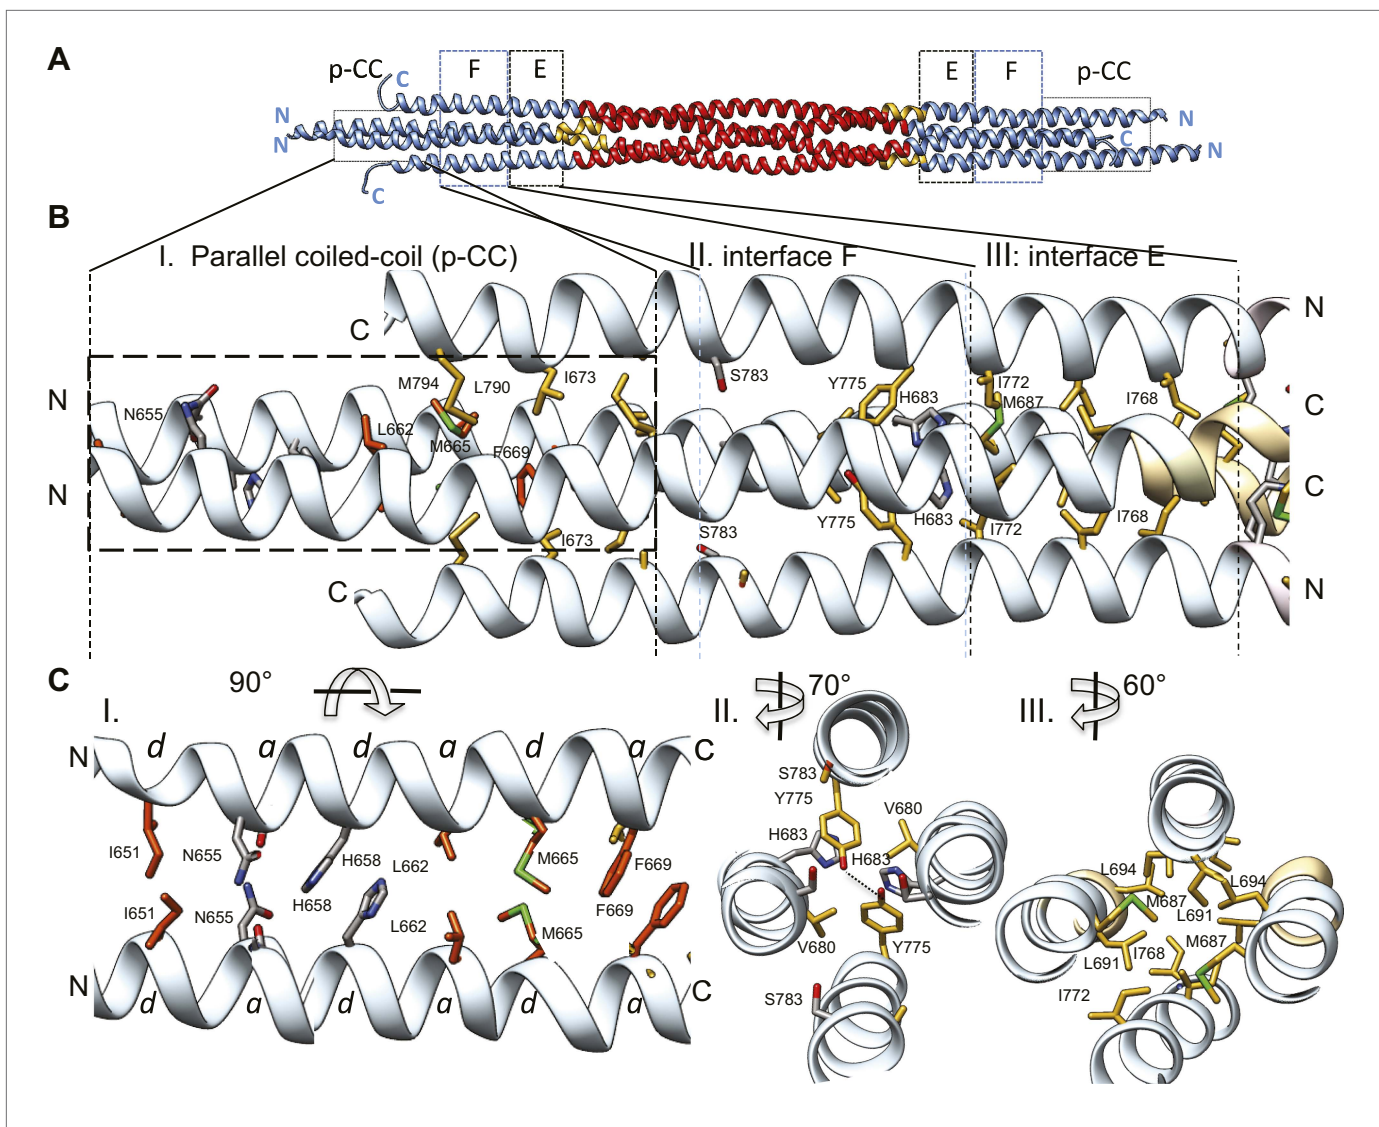 A
p-CC
C
F
E
E
F
p-CC
N
N
N
C
N
C
B
I. Parallel coiled-coil (p-CC)
II. interface F
III: interface E
N
C
M794
L790
I673
S783
Y775
H683
I772
M687
I768
N
N655
L662
M665
F669
C
N
C
Y775
H683
I772
I768
S783
I673
C
N
C
90°
70°
60°
I.
II.
III.
N
d
a
d
a
d
a
C
S783
Y775
V680
H683
H683
I651
N655
H658
L662
M665
F669
L694
M687
L694
L691
I651
N655
H658
L662
M665
F669
V680
Y775
L691
I768
M687
I772
S783
N
d
a
d
a
d
a
C